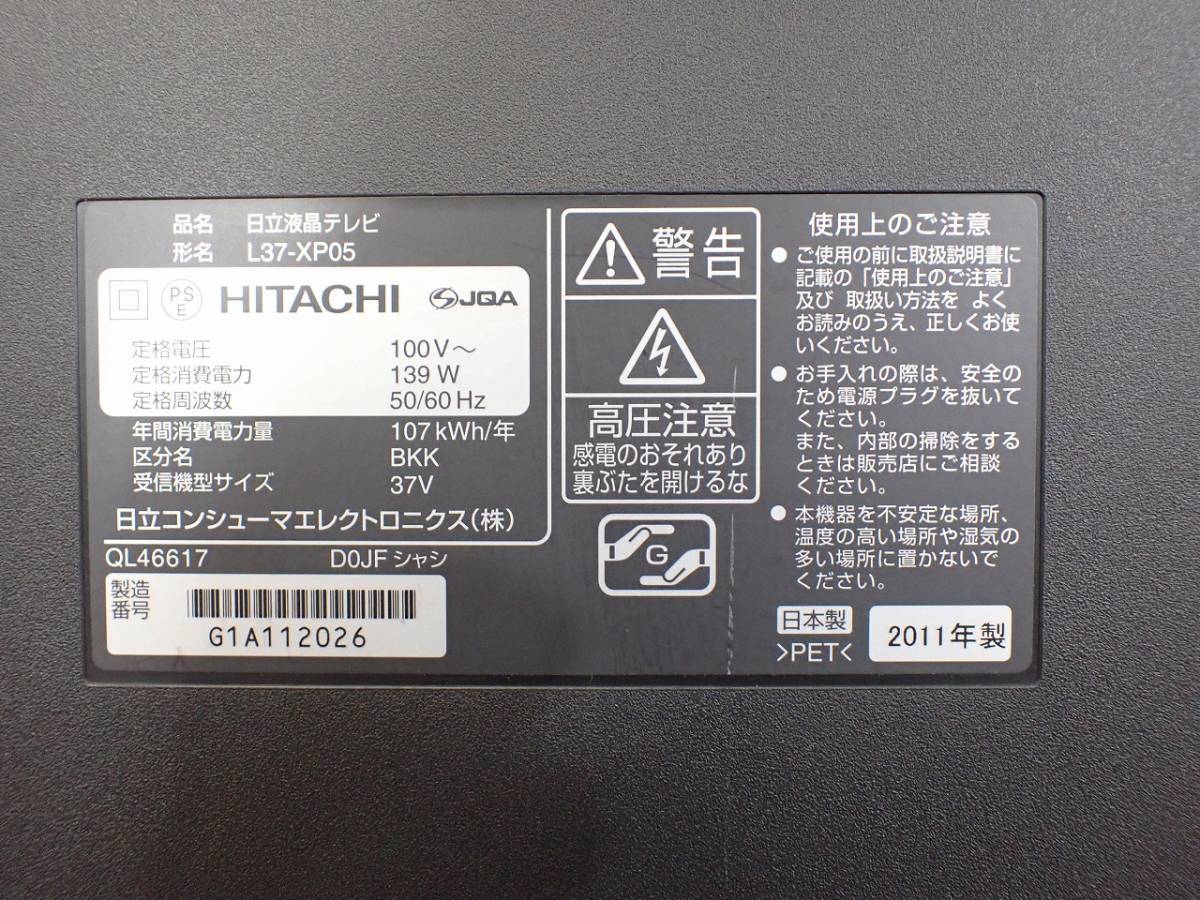 品名 日立液晶テレビ
形名 L37-XP05
PS E HITACHI JQA
定格電圧 100V～
定格消費電力 139W
定格周波数 50/60Hz
年間消費電力量 107kWh/年
区分名 BKK
受信機型サイズ 37V
日立コンシューマエレクトロニクス(株)
QL46617 D0JFシャシ
製造
番号
G1A112026
警告
高圧注意
感電のおそれあり
裏ぶたを開けるな
G
使用上のご注意
● ご使用の前に取扱説明書に
記載の「使用上のご注意」
及び 取扱い方法を よく
お読みのうえ、正しくお使
いください。
● お手入れの際は、安全の
ため電源プラグを抜いて
ください。
また、内部の掃除をする
ときは販売店にご相談
ください。
● 本機器を不安定な場所、
温度の高い場所や湿気の
多い場所に置かないで
ください。
日本製
>PET<
2011年製